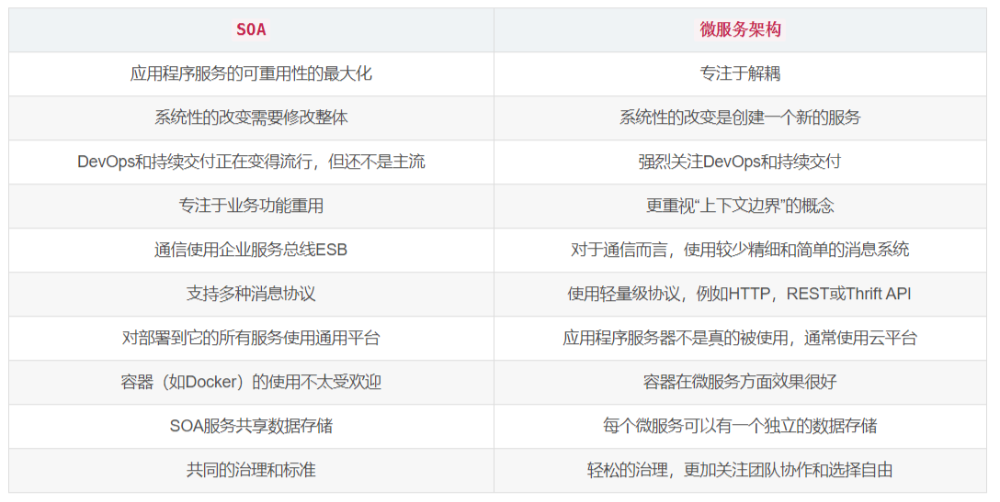 SOA
微服务架构
应用程序服务的可重用性的最大化
专注于解耦
系统性的改变需要修改整体
系统性的改变是创建一个新的服务
DevOps和持续交付正在变得流行，但还不是主流
强烈关注DevOps和持续交付
专注于业务功能重用
更重视“上下文边界”的概念
通信使用企业服务总线ESB
对于通信而言，使用较少精细和简单的消息系统
支持多种消息协议
使用轻量级协议，例如HTTP，REST或Thrift API
对部署到它的所有服务使用通用平台
应用程序服务器不是真的被使用，通常使用云平台
容器（如Docker）的使用不太受欢迎
容器在微服务方面效果很好
SOA服务共享数据存储
每个微服务可以有一个独立的数据存储
共同的治理和标准
轻松的治理，更加关注团队协作和选择自由